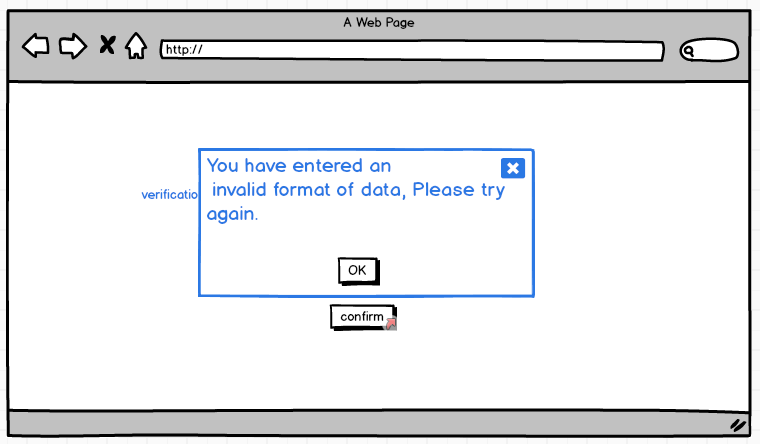 A Web Page
http://
You have entered an
invalid format of data, Please try
verificatio
again.
OK
confirm